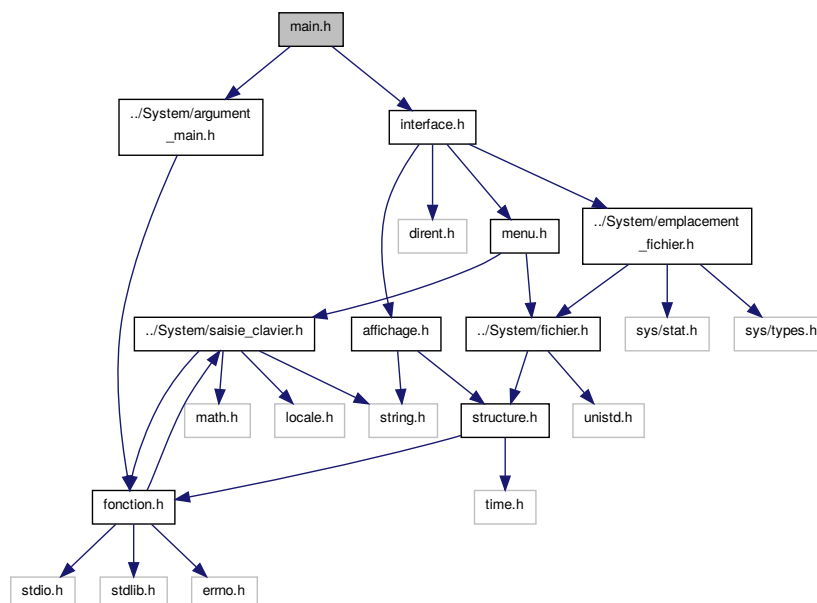 main.h
../System/argument
_main.h
interface.h
dirent.h
menu.h
../System/emplacement
_fichier.h
../System/saisie_clavier.h
affichage.h
../System/fichier.h
sys/stat.h
sys/types.h
math.h
locale.h
string.h
structure.h
unistd.h
fonction.h
time.h
stdio.h
stdlib.h
errno.h